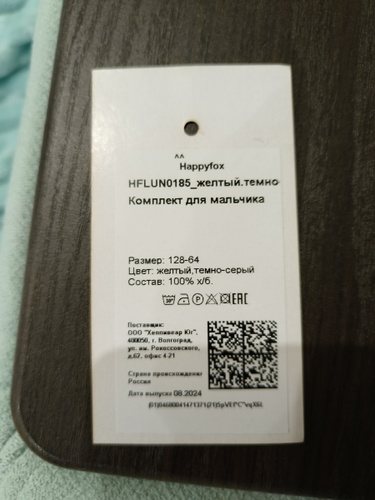 ^^
Happyfox
HFLUN0185_желтый.темно
Комплект для мальчика
Размер: 128-64
Цвет: желтый,темно-серый
Состав: 100% х/б.
EAC
Поставщик:
ООО "Хеппивеар Юг",
400050, г. Волгоград,
ул. им. Рокоссовского,
д.62, офис 4-21
Страна происхождения
Россия
Дата выпуска 08.2024